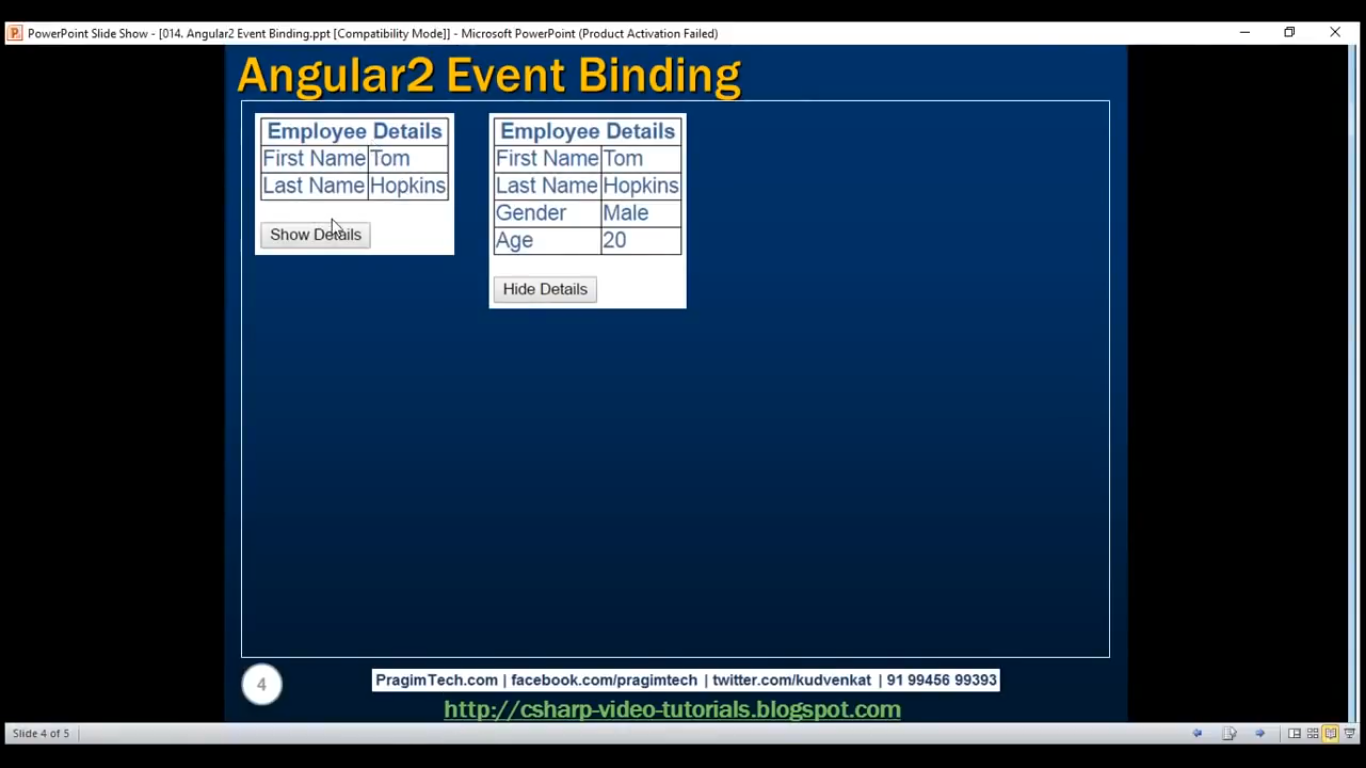 PowerPoint Slide Show - [014. Angular2 Event Binding.ppt [Compatibility Mode]] - Microsoft PowerPoint (Product Activation Failed)
Angular2 Event Binding
Employee Details
First Name Tom
Last Name Hopkins
Show Details
Employee Details
First Name Tom
Last Name Hopkins
Gender Male
Age 20
Hide Details
4
PragimTech.com | facebook.com/pragimtech | twitter.com/kudvenkat | 91 99456 99393
http://csharp-video-tutorials.blogspot.com
Slide 4 of 5